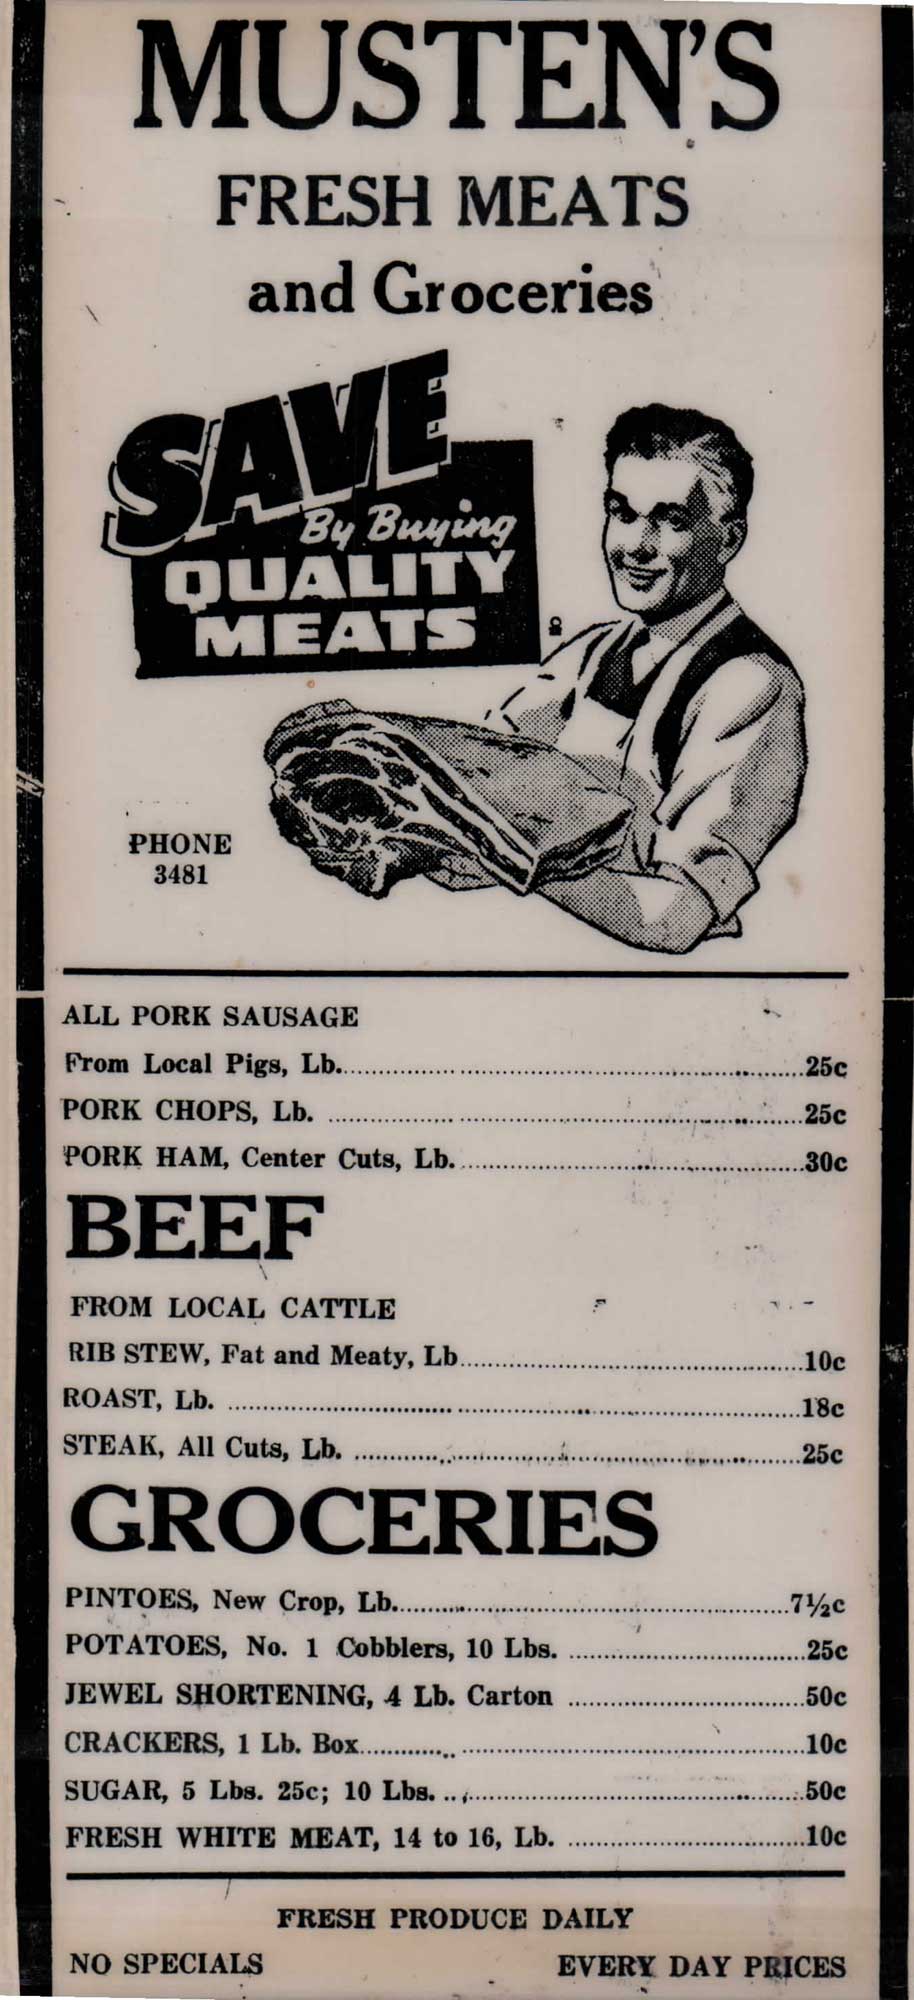 MUSTEN'S
FRESH MEATS
and Groceries
SAVE
By Buying
QUALITY
MEATS
PHONE
3481
ALL PORK SAUSAGE
From Local Pigs, Lb. 25c
PORK CHOPS, Lb. 25c
PORK HAM, Center Cuts, Lb. 30c
BEEF
FROM LOCAL CATTLE
RIB STEW, Fat and Meaty, Lb 10c
ROAST, Lb. 18c
STEAK, All Cuts, Lb. 25c
GROCERIES
PINTOES, New Crop, Lb. 7½c
POTATOES, No. 1 Cobblers, 10 Lbs. 25c
JEWEL SHORTENING, 4 Lb. Carton 50c
CRACKERS, 1 Lb. Box 10c
SUGAR, 5 Lbs. 25c; 10 Lbs. 50c
FRESH WHITE MEAT, 14 to 16, Lb. 10c
FRESH PRODUCE DAILY
NO SPECIALS EVERY DAY PRICES